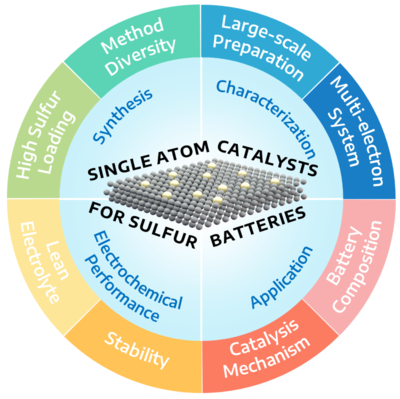 Method
Diversity
Large-scale
Preparation
Multi-electron
System
Battery
Composition
Catalysis
Mechanism
Stability
Lean
Electrolyte
High Sulfur
Loading
Synthesis
Characterization
SINGLE ATOM CATALYSTS
FOR SULFUR BATTERIES
Electrochemical
Performance
Application